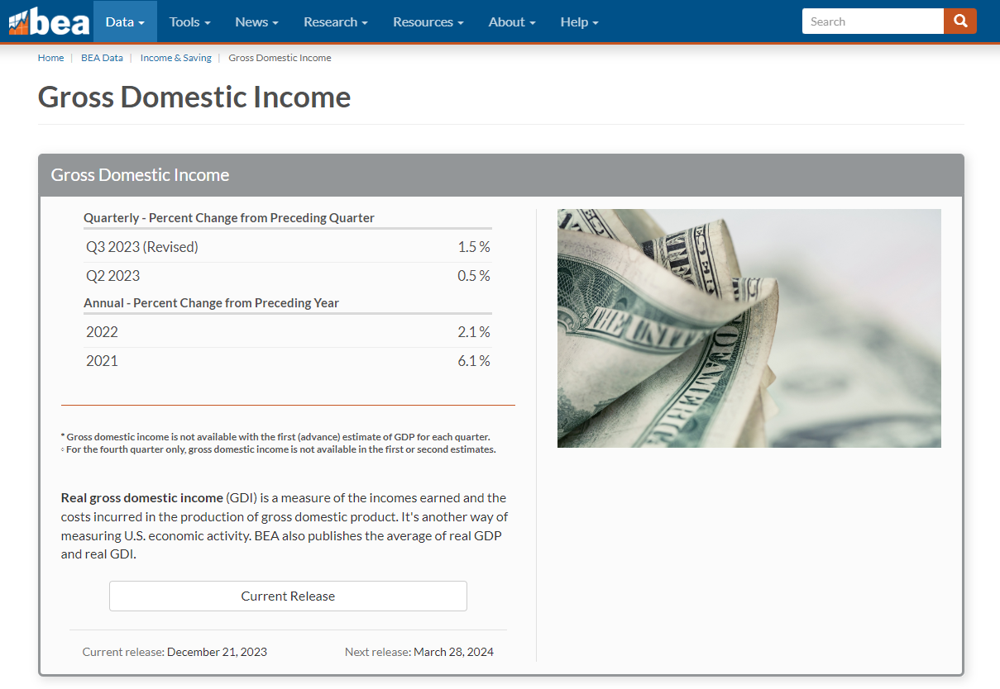 bea Data Tools News Research Resources About Help Search
Home | BEA Data | Income & Saving | Gross Domestic Income
Gross Domestic Income
Gross Domestic Income
Quarterly - Percent Change from Preceding Quarter
Q3 2023 (Revised) 1.5 %
Q2 2023 0.5 %
Annual - Percent Change from Preceding Year
2022 2.1 %
2021 6.1 %
* Gross domestic income is not available with the first (advance) estimate of GDP for each quarter.
◦ For the fourth quarter only, gross domestic income is not available in the first or second estimates.
Real gross domestic income (GDI) is a measure of the incomes earned and the
costs incurred in the production of gross domestic product. It's another way of
measuring U.S. economic activity. BEA also publishes the average of real GDP
and real GDI.
Current Release
Current release: December 21, 2023 Next release: March 28, 2024
THE UNITE
OF AMERIC